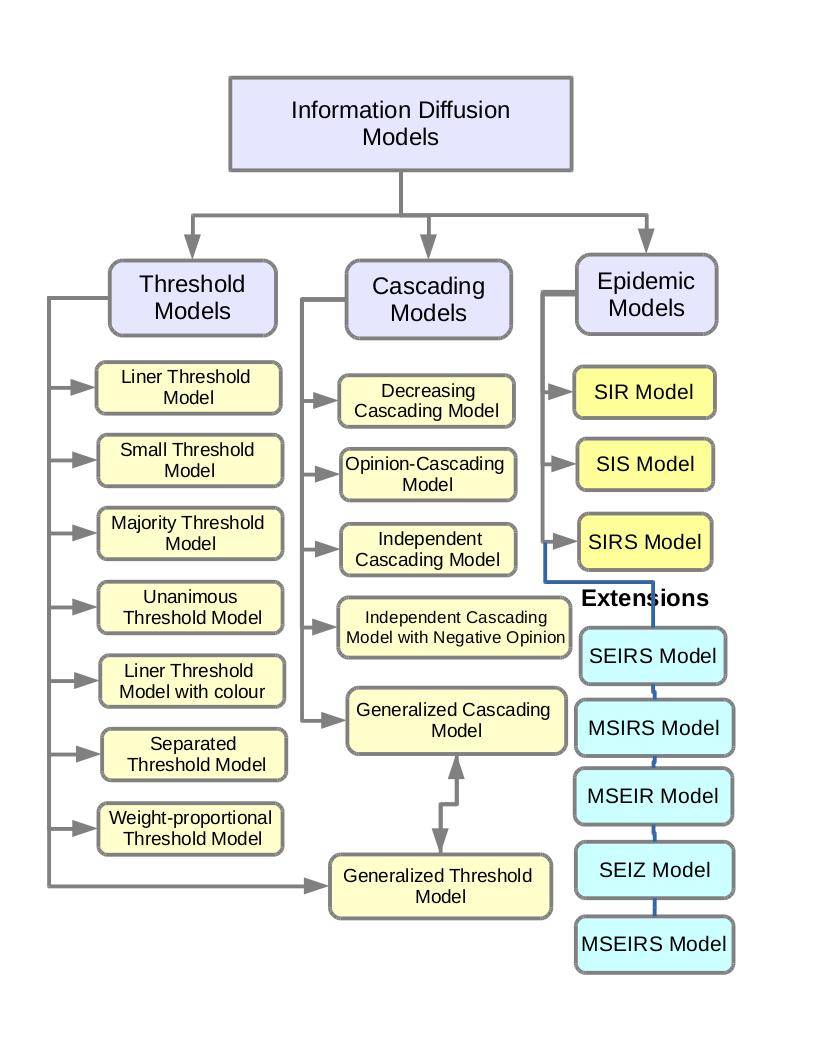 Information Diffusion
Models
Threshold
Models
Cascading
Models
Epidemic
Models
Liner Threshold
Model
Small Threshold
Model
Majority Threshold
Model
Unanimous
Threshold Model
Liner Threshold
Model with colour
Separated
Threshold Model
Weight-proportional
Threshold Model
Decreasing
Cascading Model
Opinion-Cascading
Model
Independent
Cascading Model
Independent Cascading
Model with Negative Opinion
Generalized Cascading
Model
Generalized Threshold
Model
SIR Model
SIS Model
SIRS Model
Extensions
SEIRS Model
MSIRS Model
MSEIR Model
SEIZ Model
MSEIRS Model